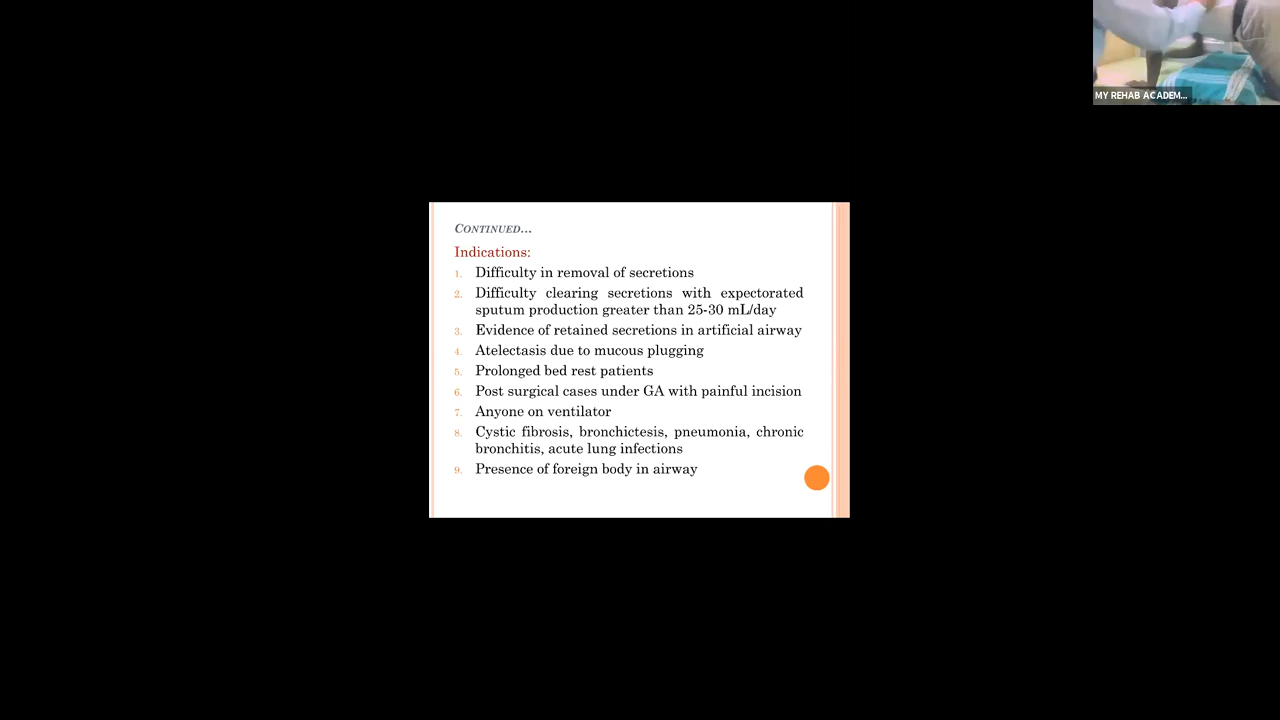 MY REHAB ACADEM...
CONTINUED...
Indications:
1. Difficulty in removal of secretions
2. Difficulty clearing secretions with expectorated
sputum production greater than 25-30 mL/day
3. Evidence of retained secretions in artificial airway
4. Atelectasis due to mucous plugging
5. Prolonged bed rest patients
6. Post surgical cases under GA with painful incision
7. Anyone on ventilator
8. Cystic fibrosis, bronchictesis, pneumonia, chronic
bronchitis, acute lung infections
9. Presence of foreign body in airway